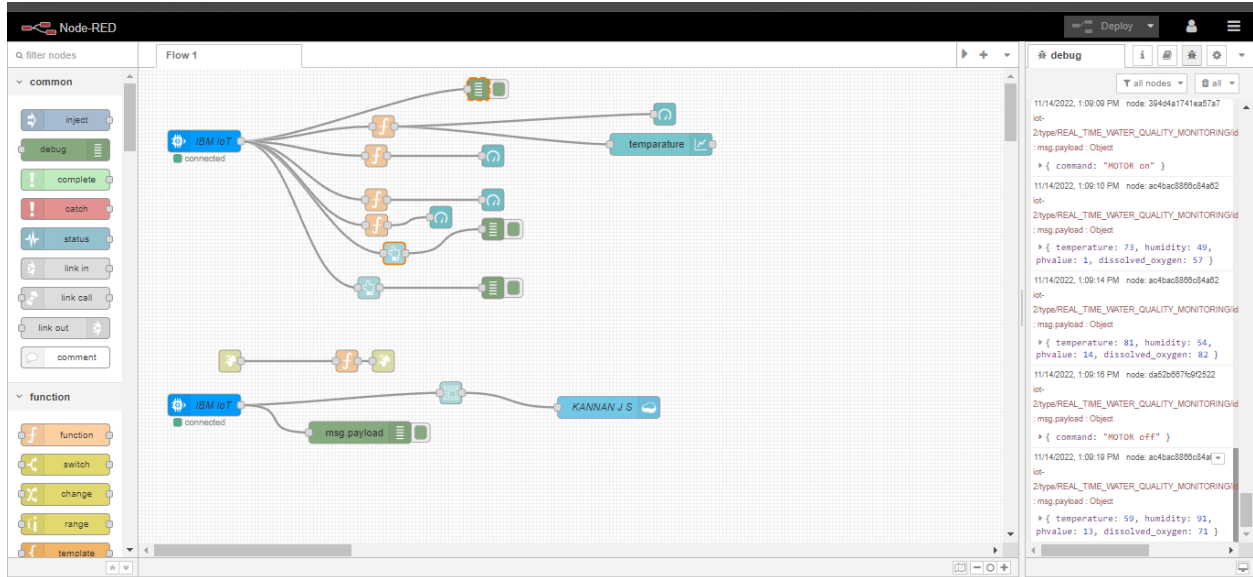 Node-RED
Deploy
filter nodes
common
inject
debug
complete
catch
status
link in
link call
link out
comment
function
function
switch
change
range
template
Flow 1
IBM IoT
connected
temparature
IBM IoT
connected
msg.payload
KANNAN J S
debug
all nodes
all
11/14/2022, 1:09:09 PM node: 394d4a1741ea57a7
iot-
2/type/REAL_TIME_WATER_QUALITY_MONITORING/id
: msg.payload : Object
{ command: "MOTOR on" }
11/14/2022, 1:09:10 PM node: ac4bac8866c84a62
iot-
2/type/REAL_TIME_WATER_QUALITY_MONITORING/id
: msg.payload : Object
{ temperature: 73, humidity: 49,
phvalue: 1, dissolved_oxygen: 57 }
11/14/2022, 1:09:14 PM node: ac4bac8866c84a62
iot-
2/type/REAL_TIME_WATER_QUALITY_MONITORING/id
: msg.payload : Object
{ temperature: 81, humidity: 54,
phvalue: 14, dissolved_oxygen: 82 }
11/14/2022, 1:09:16 PM node: da52b667fc9f2522
iot-
2/type/REAL_TIME_WATER_QUALITY_MONITORING/id
: msg.payload : Object
{ command: "MOTOR off" }
11/14/2022, 1:09:19 PM node: ac4bac8866c84a
iot-
2/type/REAL_TIME_WATER_QUALITY_MONITORING/id
: msg.payload : Object
{ temperature: 59, humidity: 91,
phvalue: 13, dissolved_oxygen: 71 }